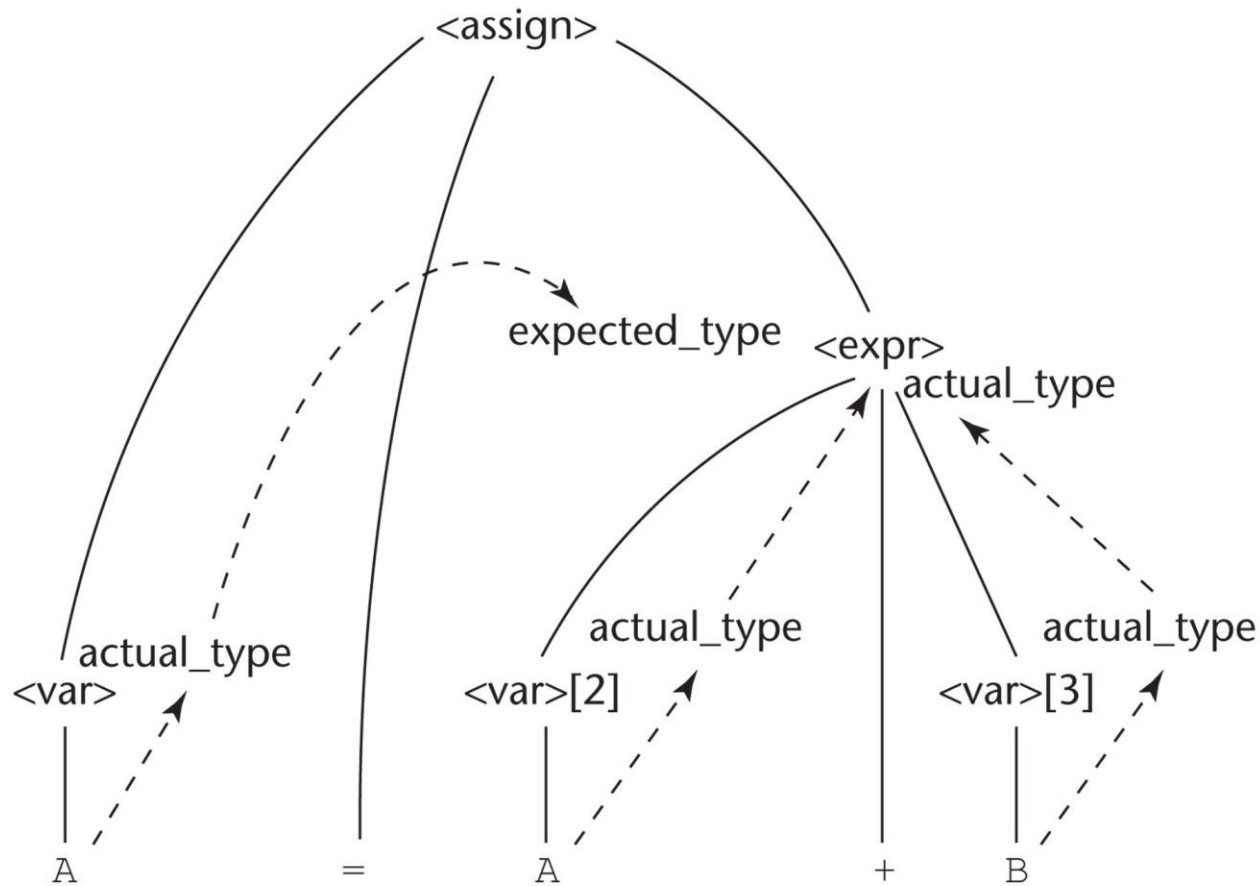 <assign>
expected_type
<expr>
actual_type
actual_type
actual_type
actual_type
<var>
<var>[2]
<var>[3]
A
=
A
+
B